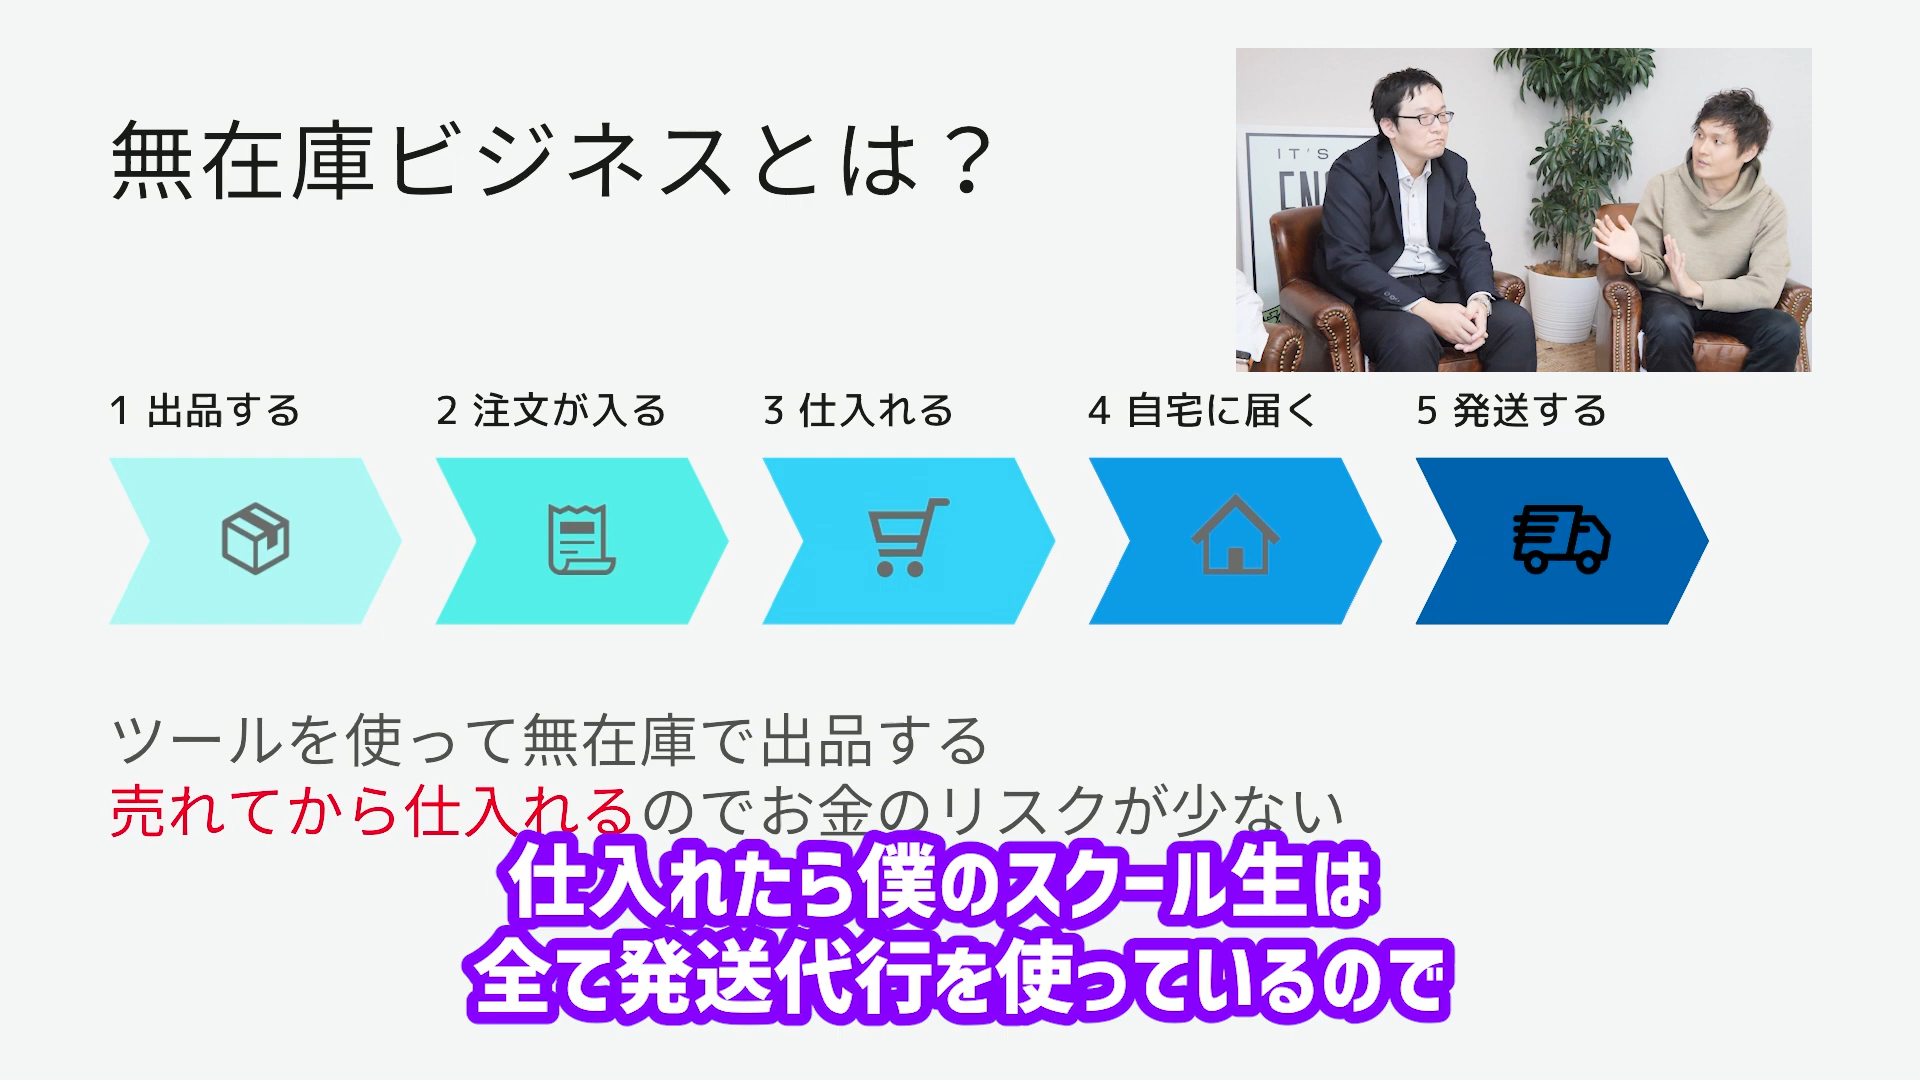 無在庫ビジネスとは？
IT'S
ENG
1 出品する
2 注文が入る
3 仕入れる
4 自宅に届く
5 発送する
ツールを使って無在庫で出品する
売れてから仕入れるのでお金のリスクが少ない
仕入れたら僕のスクール生は
全て発送代行を使っているので